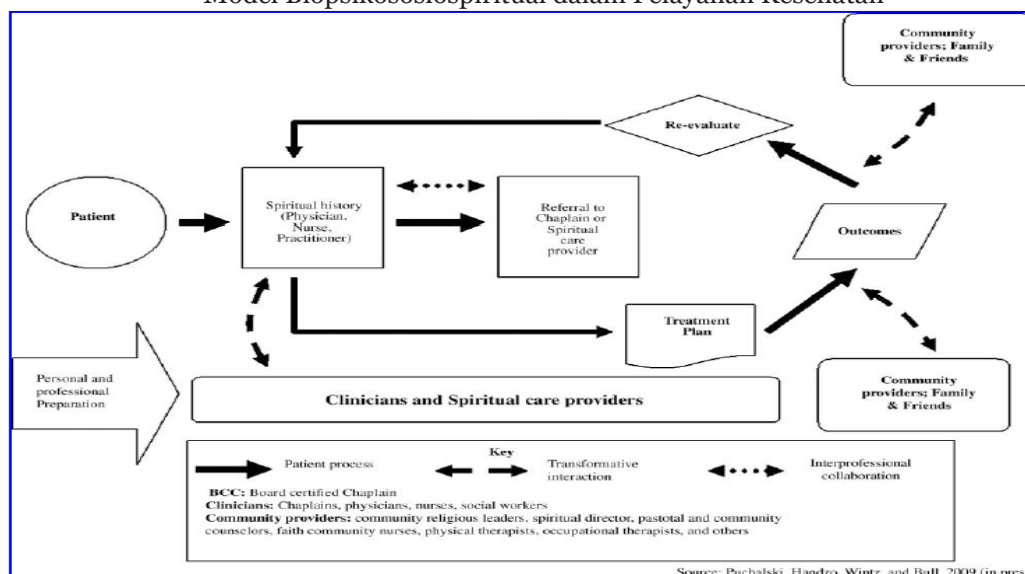 Model Biopsikososiospiritual dalam Pelayanan Kesehatan
Community
providers; Family
& Friends
Re-evaluate
Patient
Spiritual history
(Physician,
Nurse,
Practitioner)
Referral to
Chaplain or
Spiritual
care
provider
Outcomes
Treatment
Plan
Personal and
professional
Preparation
Clinicians and Spiritual care providers
Community
providers; Family
& Friends
Key
Patient process
Transformative
interaction
Interprofessional
collaboration
BCC: Board certified Chaplain
Clinicians: Chaplains, physicians, nurses, social workers
Community providers: community religious leaders, spiritual director, pastotal and community
counselors, faith community nurses, physical therapists, occupational therapists, and others
Source: Puchalski, Handzo, Wintz, and Bull, 2009 (in pres